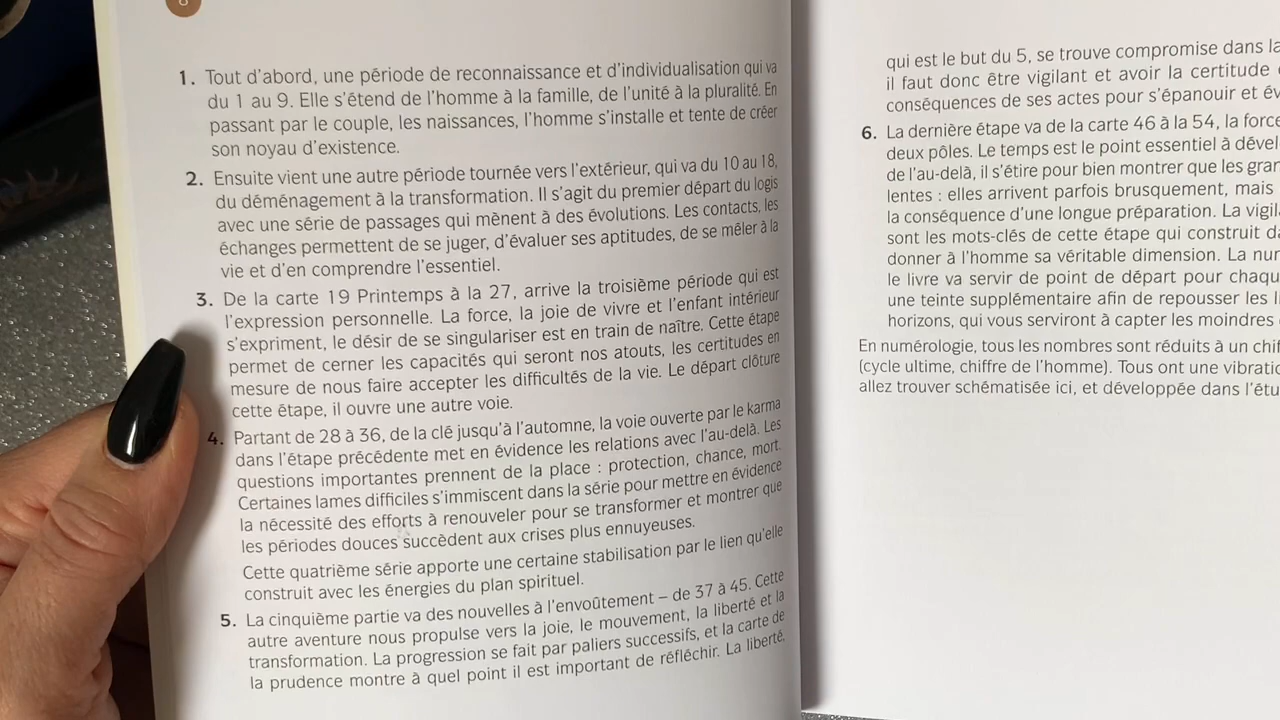 1. Tout d'abord, une période de reconnaissance et d'individualisation qui va
du 1 au 9. Elle s'étend de l'homme à la famille, de l'unité à la pluralité. En
passant par le couple, les naissances, l'homme s'installe et tente de créer
son noyau d'existence.
2. Ensuite vient une autre période tournée vers l'extérieur, qui va du 10 au 18,
du déménagement à la transformation. Il s'agit du premier départ du logis
avec une série de passages qui mènent à des évolutions. Les contacts, les
échanges permettent de se juger, d'évaluer ses aptitudes, de se mêler à la
vie et d'en comprendre l'essentiel.
3. De la carte 19 Printemps à la 27, arrive la troisième période qui est
l'expression personnelle. La force, la joie de vivre et l'enfant intérieur
s'expriment, le désir de se singulariser est en train de naître. Cette étape
permet de cerner les capacités qui seront nos atouts, les certitudes en
mesure de nous faire accepter les difficultés de la vie. Le départ clôture
cette étape, il ouvre une autre voie.
4. Partant de 28 à 36, de la clé jusqu'à l'automne, la voie ouverte par le karma
dans l'étape précédente met en évidence les relations avec l'au-delà. Les
questions importantes prennent de la place : protection, chance, mort.
Certaines lames difficiles s'immiscent dans la série pour mettre en évidence
la nécessité des efforts à renouveler pour se transformer et montrer que
les périodes douces succèdent aux crises plus ennuyeuses.
Cette quatrième série apporte une certaine stabilisation par le lien qu'elle
construit avec les énergies du plan spirituel.
5. La cinquième partie va des nouvelles à l'envoûtement – de 37 à 45. Cette
autre aventure nous propulse vers la joie, le mouvement, la liberté et la
transformation. La progression se fait par paliers successifs, et la carte de
la prudence montre à quel point il est important de réfléchir. La liberté,
qui est le but du 5, se trouve compromise dans la
il faut donc être vigilant et avoir la certitude
conséquences de ses actes pour s'épanouir et év
6. La dernière étape va de la carte 46 à la 54, la force
deux pôles. Le temps est le point essentiel à dével
de l'au-delà, il s'étire pour bien montrer que les gran
lentes : elles arrivent parfois brusquement, mais
la conséquence d'une longue préparation. La vigil
sont les mots-clés de cette étape qui construit da
donner à l'homme sa véritable dimension. La nur
le livre va servir de point de départ pour chaqu
une teinte supplémentaire afin de repousser les l
horizons, qui vous serviront à capter les moindres
En numérologie, tous les nombres sont réduits à un chif
(cycle ultime, chiffre de l'homme). Tous ont une vibratio
allez trouver schématisée ici, et développée dans l'étu